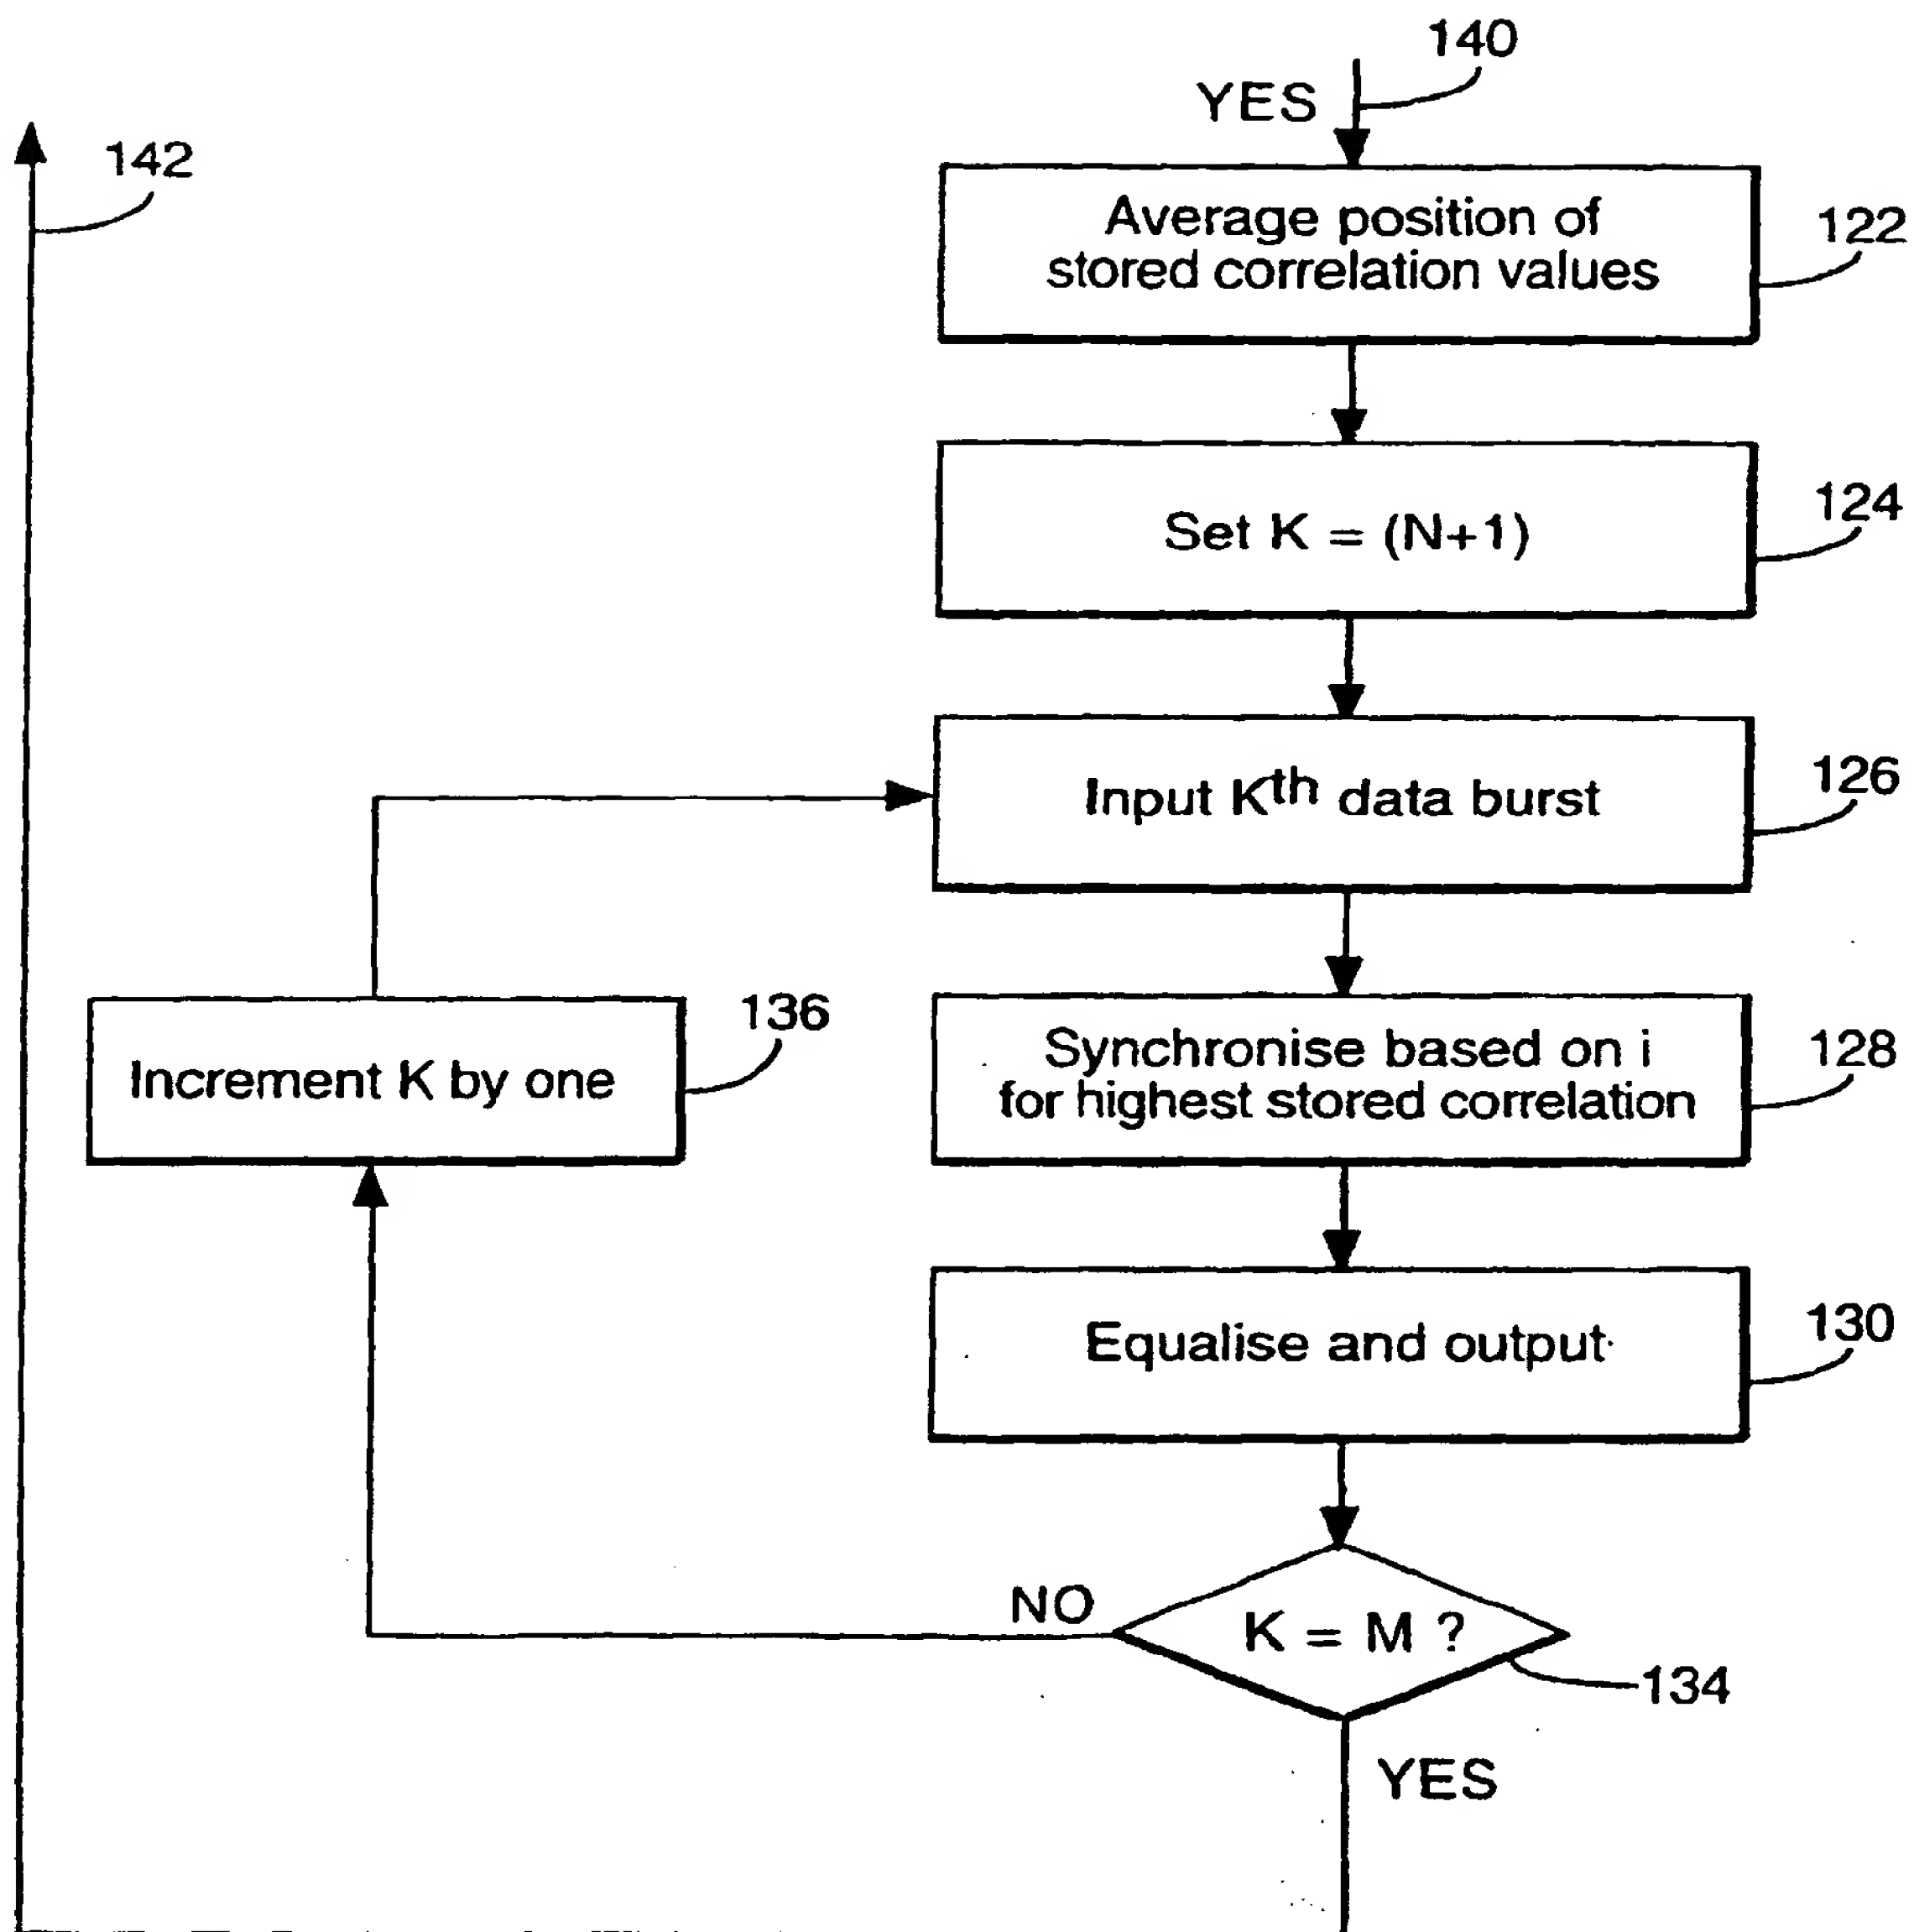 140
YES
142
Average position of
stored correlation values
122
Set K = (N+1)
124
Input Kth data burst
126
Increment K by one
136
Synchronise based on i
for highest stored correlation
128
Equalise and output
130
NO
K = M ?
134
YES